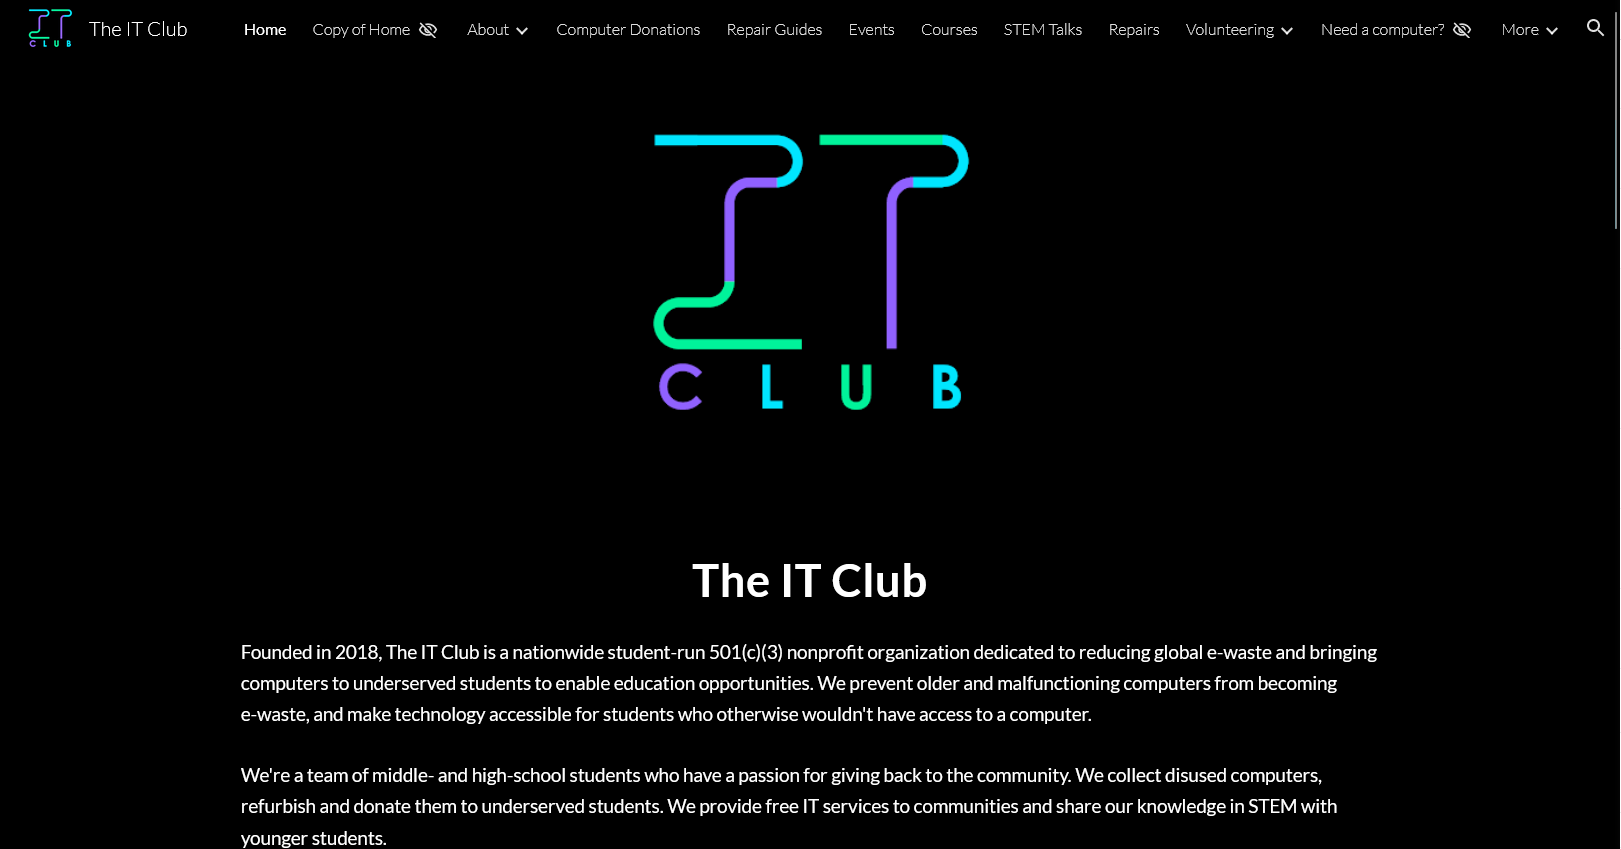 IT
CLUB
The IT Club
Home
Copy of Home
About
Computer Donations
Repair Guides
Events
Courses
STEM Talks
Repairs
Volunteering
Need a computer?
More
IT
CLUB
The IT Club
Founded in 2018, The IT Club is a nationwide student-run 501(c)(3) nonprofit organization dedicated to reducing global e-waste and bringing
computers to underserved students to enable education opportunities. We prevent older and malfunctioning computers from becoming
e-waste, and make technology accessible for students who otherwise wouldn't have access to a computer.
We're a team of middle- and high-school students who have a passion for giving back to the community. We collect disused computers,
refurbish and donate them to underserved students. We provide free IT services to communities and share our knowledge in STEM with
younger students.